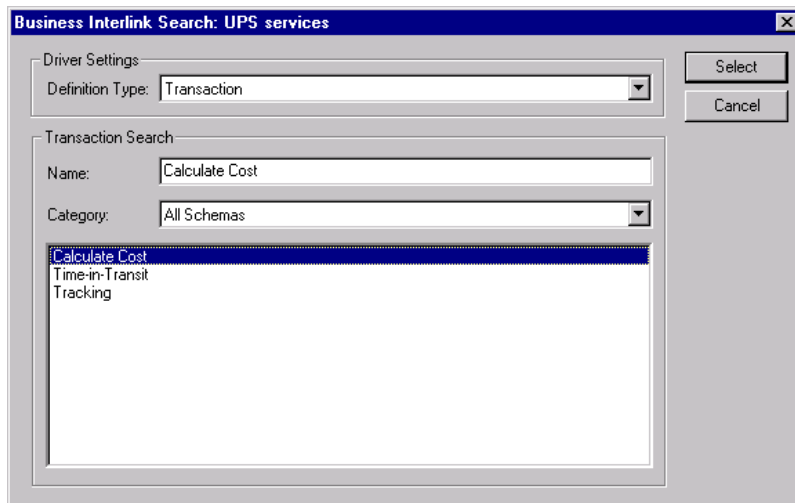 Business Interlink Search: UPS services
Driver Settings
Definition Type: Transaction
Select
Cancel
Transaction Search
Name: Calculate Cost
Category: All Schemas
Calculate Cost
Time-in-Transit
Tracking